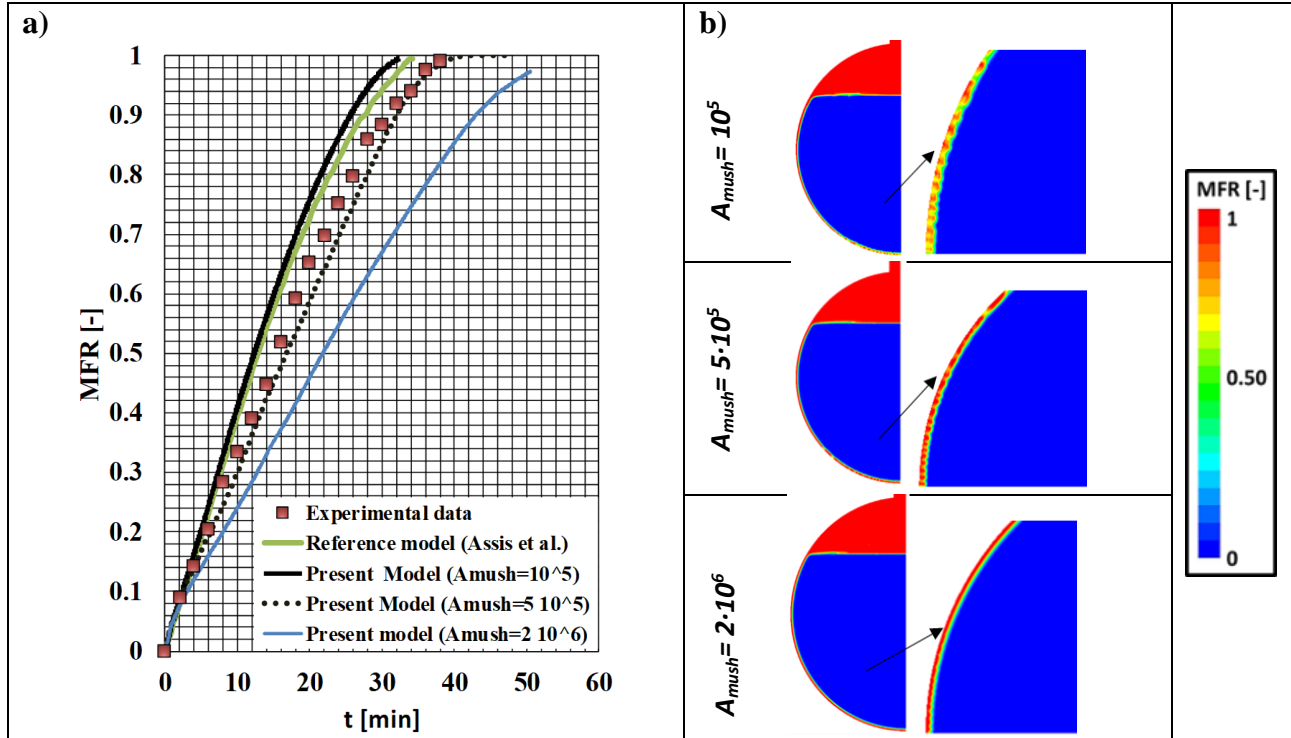 a)
1
0.9
0.8
0.7
0.6
0.5
0.4
0.3
0.2
0.1
0
MFR [-]
0 10 20 30 40 50 60
t [min]
Experimental data
Reference model (Assis et al.)
Present Model (Amush=10^5)
Present Model (Amush=5 10^5)
Present model (Amush=2 10^6)
b)
Amush= 10⁵
Amush= 5·10⁵
Amush= 2·10⁶
MFR [-]
1
0.50
0